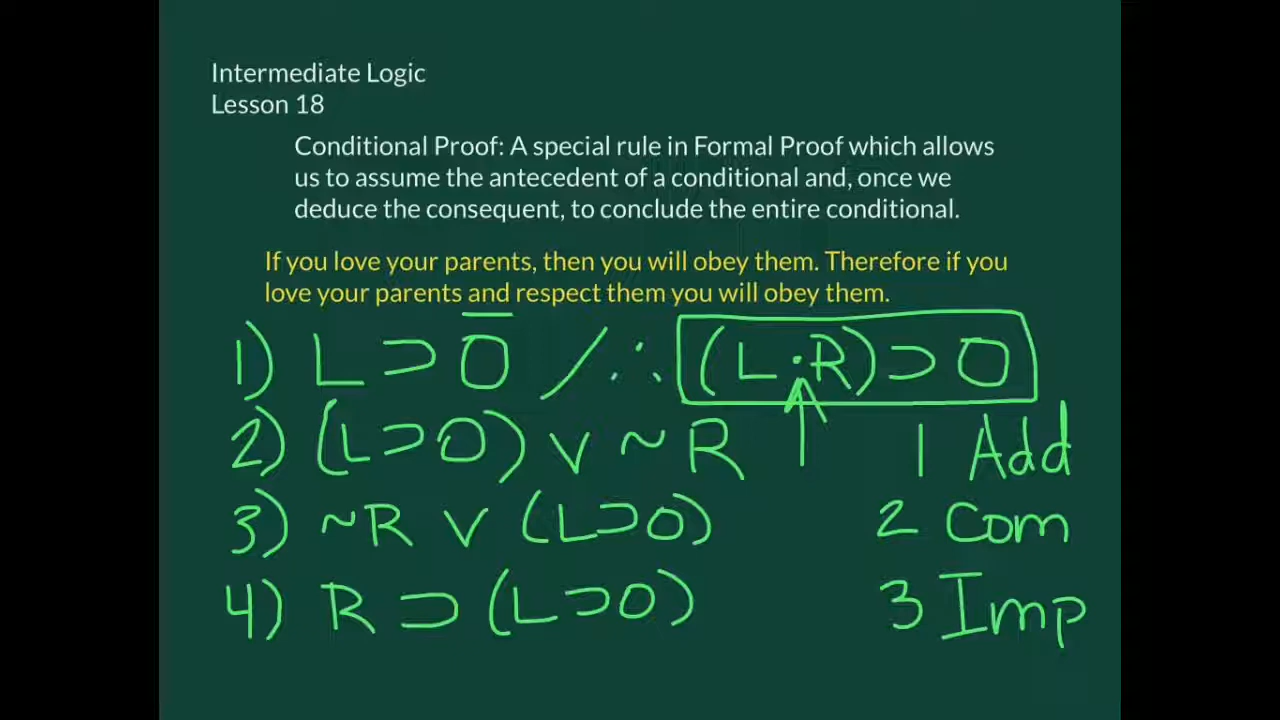 Intermediate Logic
Lesson 18
Conditional Proof: A special rule in Formal Proof which allows
us to assume the antecedent of a conditional and, once we
deduce the consequent, to conclude the entire conditional.
If you love your parents, then you will obey them. Therefore if you
love your parents and respect them you will obey them.
1) L ⊃ O / ∴ (L · R) ⊃ O
2) (L ⊃ O) v ~ R 1 Add
3) ~R v (L ⊃ O) 2 Com
4) R ⊃ (L ⊃ O) 3 Imp